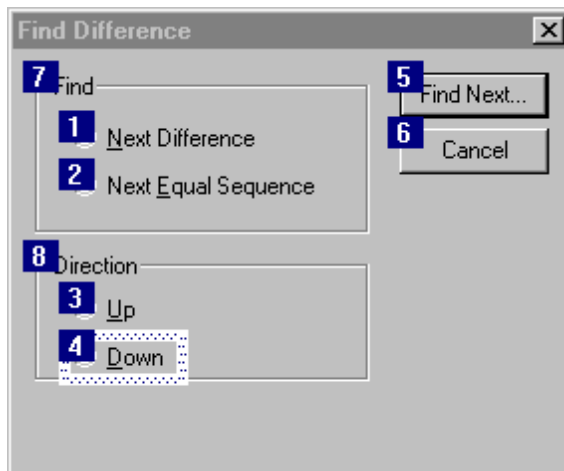 Find Difference
7 Find
1 Next Difference
2 Next Equal Sequence
5 Find Next...
6 Cancel
8 Direction
3 Up
4 Down